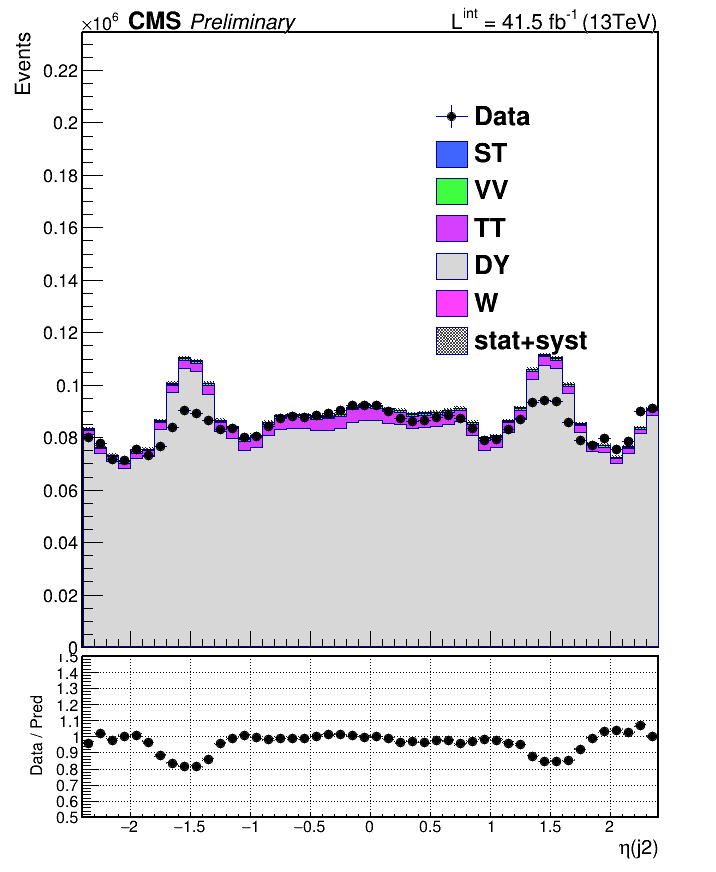 ×10⁶ CMS Preliminary L^int = 41.5 fb⁻¹ (13TeV)
Events
0.22
0.2
0.18
0.16
0.14
0.12
0.1
0.08
0.06
0.04
0.02
0
Data
ST
VV
TT
DY
W
stat+syst
Data / Pred
1.5
1.4
1.3
1.2
1.1
1
0.9
0.8
0.7
0.6
0.5
−2 −1.5 −1 −0.5 0 0.5 1 1.5 2
η(j2)